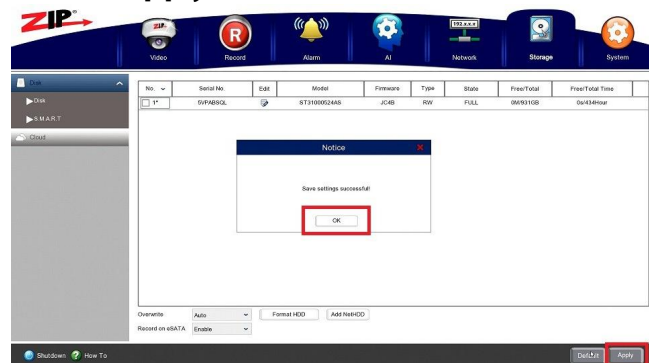 ZIP
ZIP
R
192.x.x.x
Video Record Alarm AI Network Storage System
Disk
Disk
S.M.A.R.T
Cloud
No. Serial No. Edit Model Firmware Type State Free/Total Free/Total Time
1* 5VPABSQL ST31000524AS JC4B RW FULL 0M/931GB 0s/434Hour
Notice
Save settings successful!
OK
Overwrite Auto Format HDD Add NetHDD
Record on eSATA Enable
Shutdown How To Default Apply